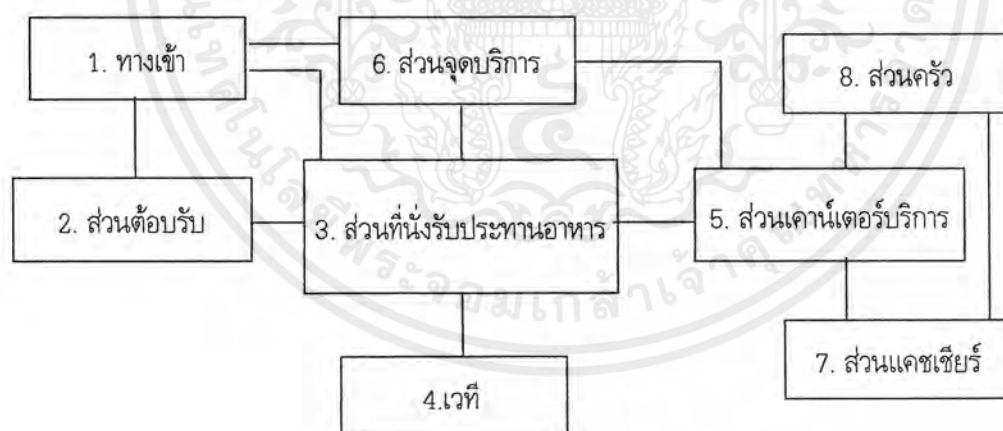 1. ทางเข้า
6. ส่วนจุดบริการ
8. ส่วนครัว
2. ส่วนต้อบรับ
3. ส่วนที่นั่งรับประทานอาหาร
5. ส่วนเคาน์เตอร์บริการ
4.เวที
7. ส่วนแคชเชียร์